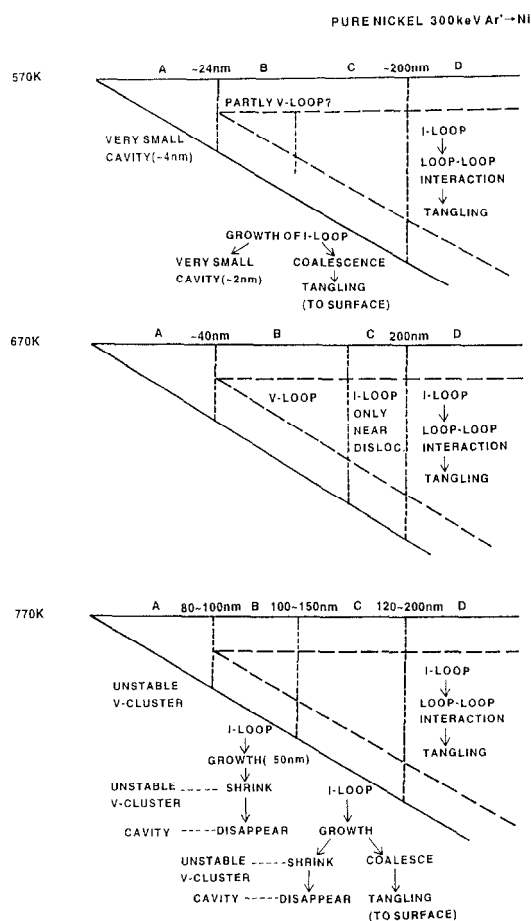 PURE NICKEL 300keV Ar⁺→Ni
570K
A ~24nm B C ~200nm D
PARTLY V-LOOP?
VERY SMALL
CAVITY(~4nm)
I-LOOP
LOOP-LOOP
INTERACTION
TANGLING
GROWTH OF I-LOOP
VERY SMALL
CAVITY(~2nm)
COALESCENCE
TANGLING
(TO SURFACE)
670K
A ~40nm B C 200nm D
V-LOOP
I-LOOP
ONLY
NEAR
DISLOC.
I-LOOP
LOOP-LOOP
INTERACTION
TANGLING
770K
A 80~100nm B 100~150nm C 120~200nm D
UNSTABLE
V-CLUSTER
I-LOOP
LOOP-LOOP
INTERACTION
TANGLING
I-LOOP
GROWTH( 50nm)
UNSTABLE
V-CLUSTER
SHRINK
I-LOOP
CAVITY
DISAPPEAR
GROWTH
UNSTABLE
V-CLUSTER
SHRINK
COALESCE
CAVITY
DISAPPEAR
TANGLING
(TO SURFACE)